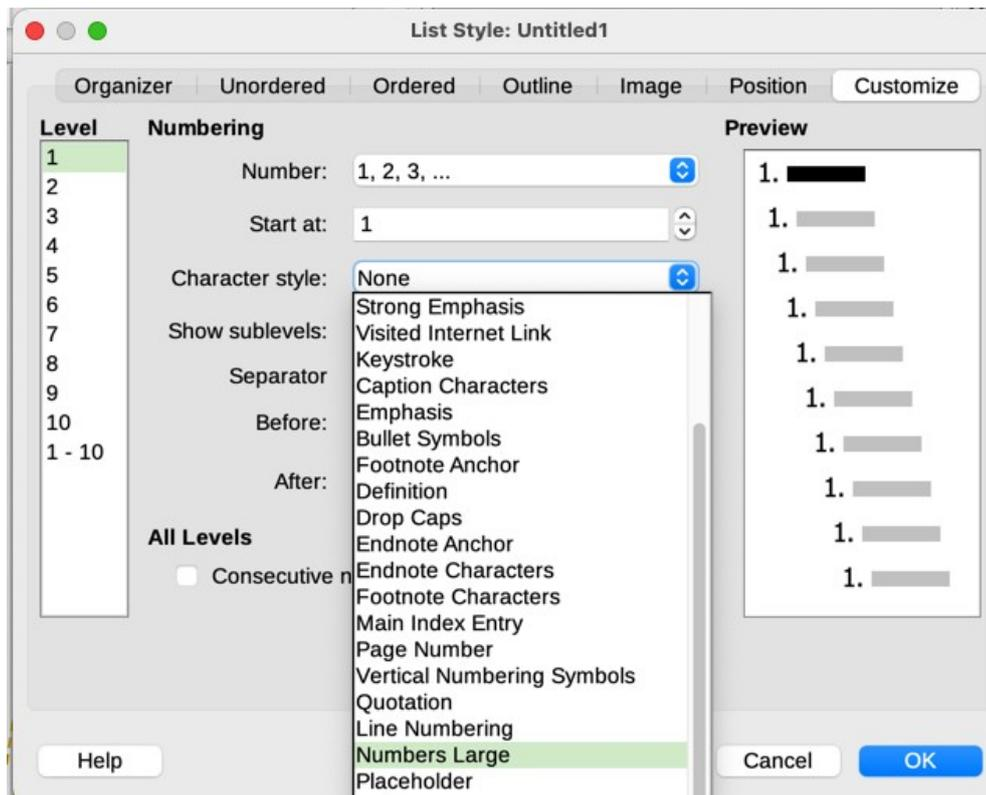 List Style: Untitled1
Organizer Unordered Ordered Outline Image Position Customize
Level Numbering Preview
1
2
3
4
5
6
7
8
9
10
1 - 10
Number: 1, 2, 3, ...
Start at: 1
Character style: None
Show sublevels:
Separator
Before:
After:
All Levels
Consecutive n
Strong Emphasis
Visited Internet Link
Keystroke
Caption Characters
Emphasis
Bullet Symbols
Footnote Anchor
Definition
Drop Caps
Endnote Anchor
Endnote Characters
Footnote Characters
Main Index Entry
Page Number
Vertical Numbering Symbols
Quotation
Line Numbering
Numbers Large
Placeholder
1.
1.
1.
1.
1.
1.
1.
1.
1.
1.
Help Cancel OK